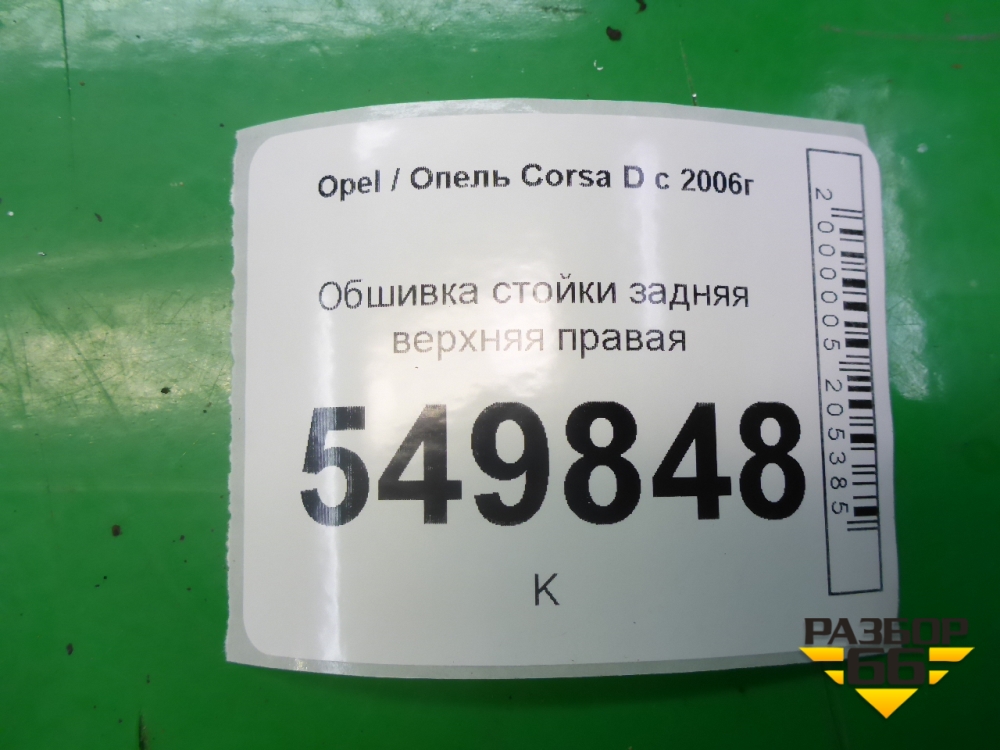 Opel / Опель Corsa D с 2006г
Обшивка стойки задняя
верхняя правая
549848
К
2000005205385
РАЗБОР
66